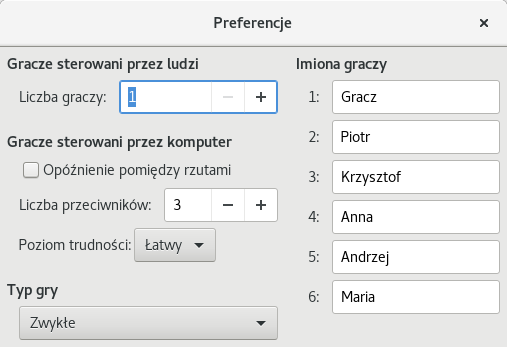 Preferencje
Gracze sterowani przez ludzi
Liczba graczy: 1
Gracze sterowani przez komputer
Opóźnienie pomiędzy rzutami
Liczba przeciwników: 3
Poziom trudności: Łatwy
Typ gry
Zwykłe
Imiona graczy
1: Gracz
2: Piotr
3: Krzysztof
4: Anna
5: Andrzej
6: Maria